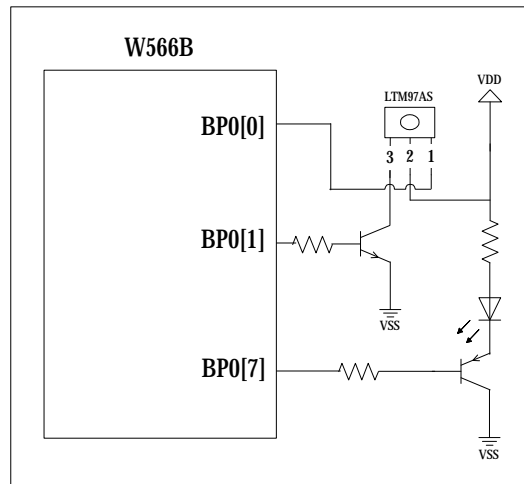 W566B
LTM97AS
VDD
BP0[0]
3 2 1
BP0[1]
VSS
BP0[7]
VSS